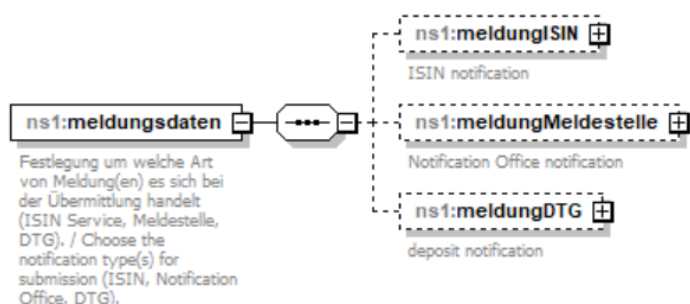 ns1:meldungISIN
ISIN notification
ns1:meldungsdaten
Festlegung um welche Art
von Meldung(en) es sich bei
der Übermittlung handelt
(ISIN Service, Meldestelle,
DTG). / Choose the
notification type(s) for
submission (ISIN, Notification
Office, DTG).
ns1:meldungMeldestelle
Notification Office notification
ns1:meldungDTG
deposit notification